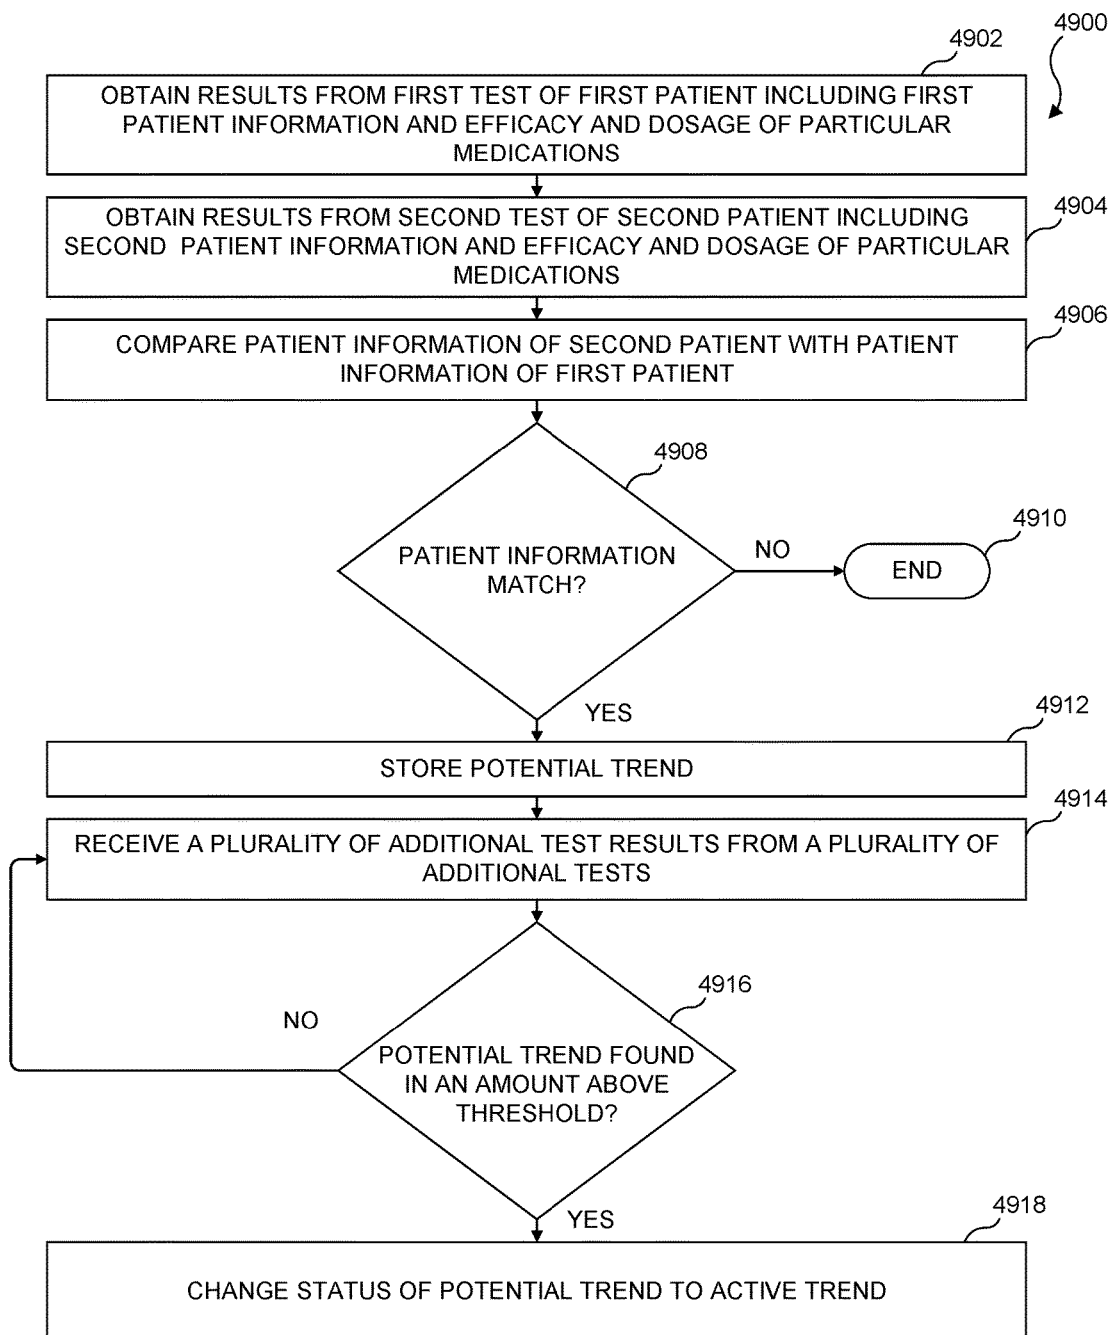 4900
4902
OBTAIN RESULTS FROM FIRST TEST OF FIRST PATIENT INCLUDING FIRST
PATIENT INFORMATION AND EFFICACY AND DOSAGE OF PARTICULAR
MEDICATIONS
4904
OBTAIN RESULTS FROM SECOND TEST OF SECOND PATIENT INCLUDING
SECOND PATIENT INFORMATION AND EFFICACY AND DOSAGE OF PARTICULAR
MEDICATIONS
4906
COMPARE PATIENT INFORMATION OF SECOND PATIENT WITH PATIENT
INFORMATION OF FIRST PATIENT
4908
PATIENT INFORMATION
MATCH?
NO
4910
END
YES
4912
STORE POTENTIAL TREND
4914
RECEIVE A PLURALITY OF ADDITIONAL TEST RESULTS FROM A PLURALITY OF
ADDITIONAL TESTS
4916
NO
POTENTIAL TREND FOUND
IN AN AMOUNT ABOVE
THRESHOLD?
YES
4918
CHANGE STATUS OF POTENTIAL TREND TO ACTIVE TREND